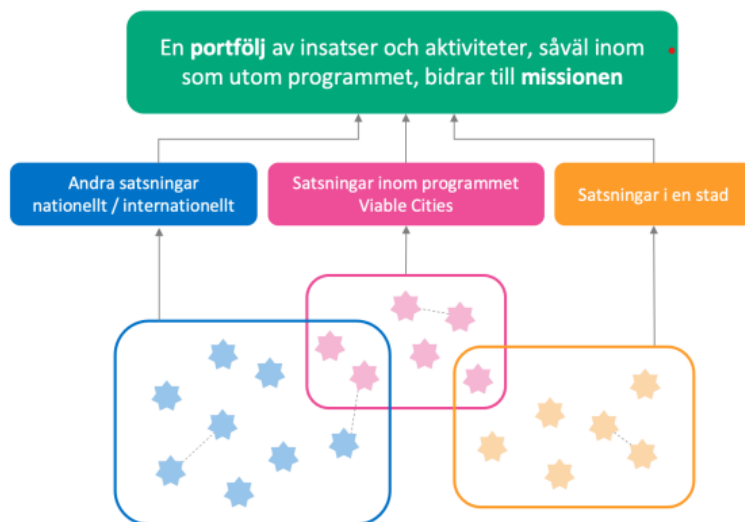 En portfölj av insatser och aktiviteter, såväl inom
som utom programmet, bidrar till missionen
Andra satsningar
nationellt / internationellt
Satsningar inom programmet
Viable Cities
Satsningar i en stad